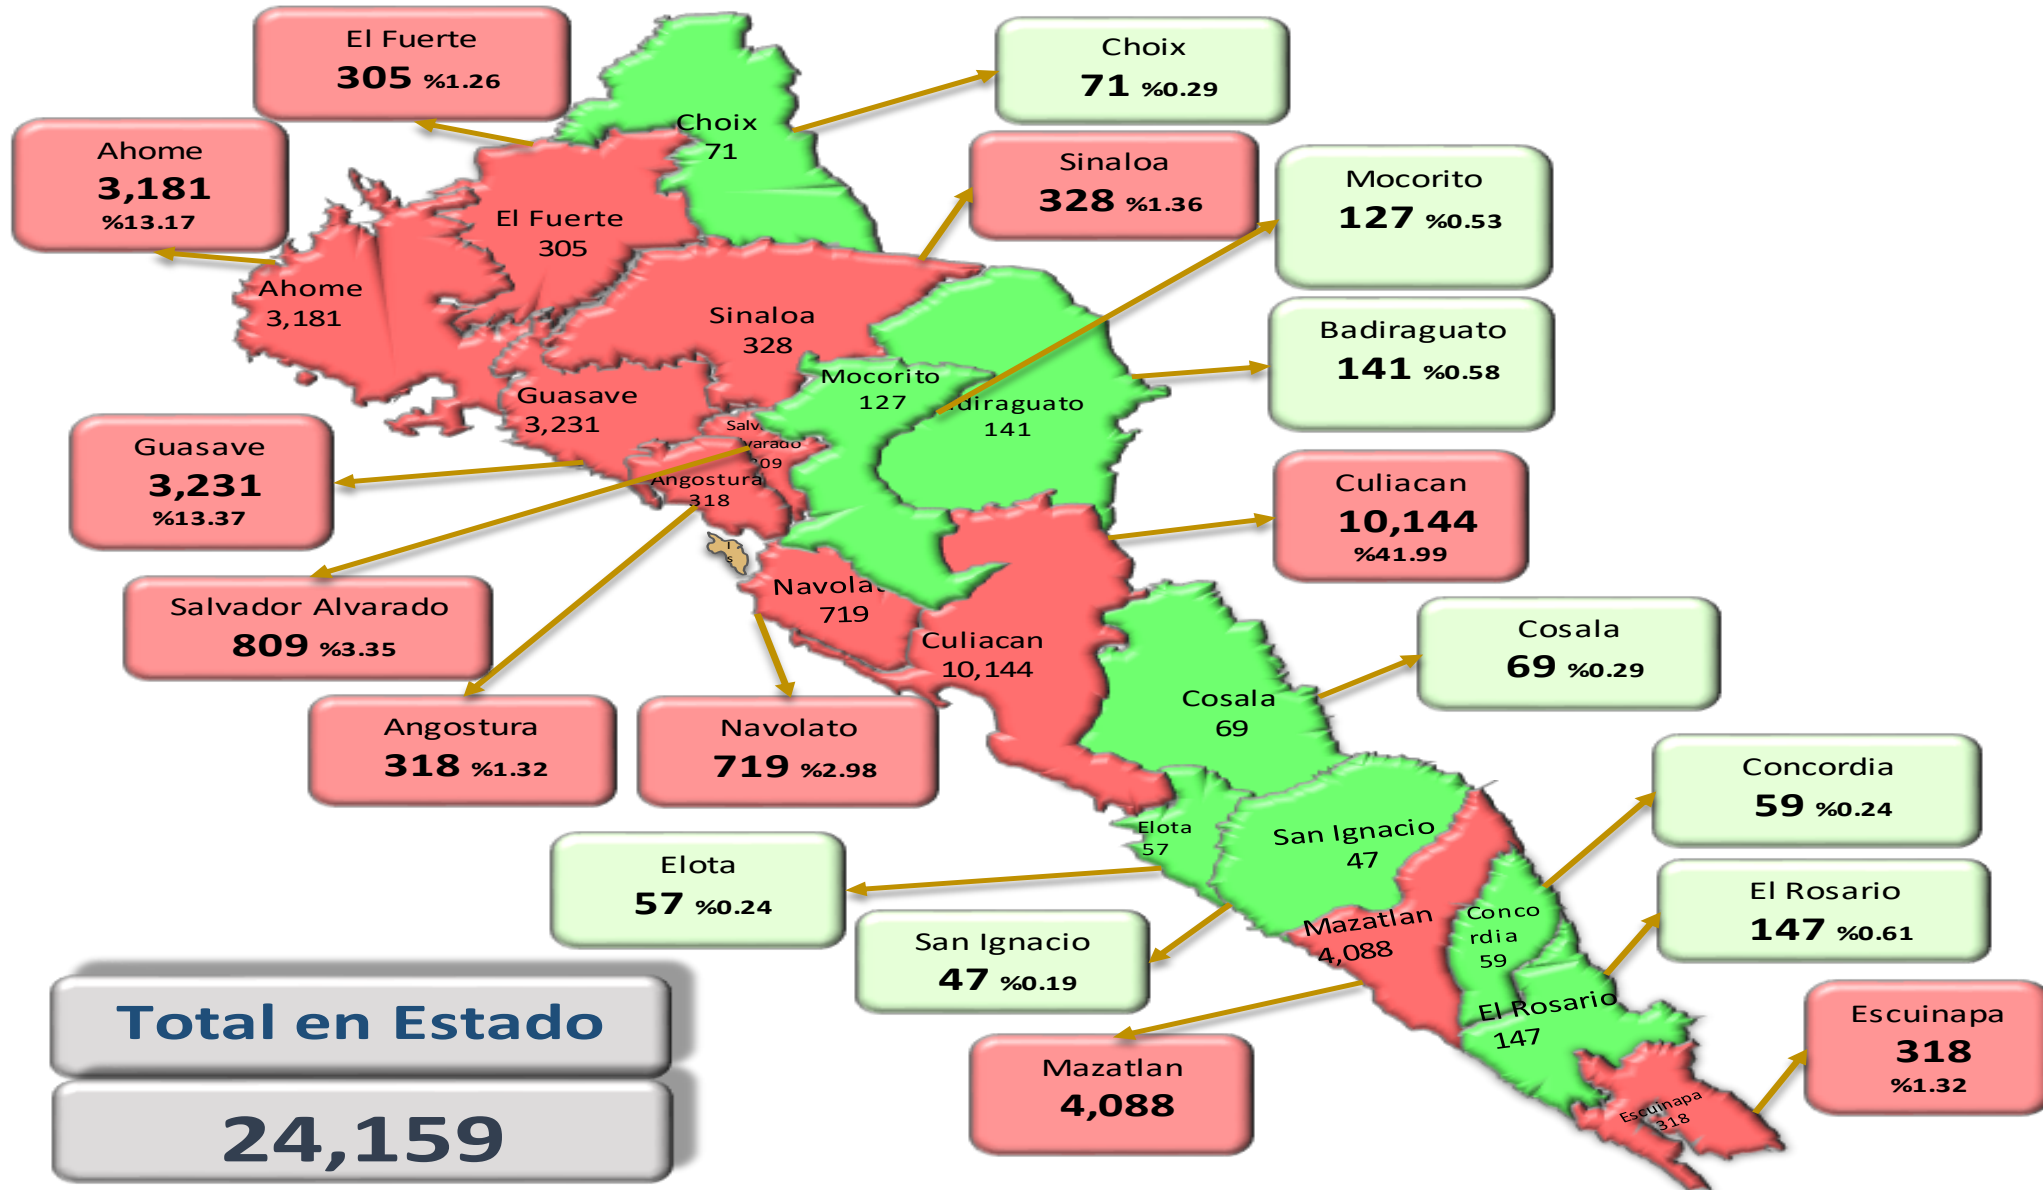 El Fuerte
305 %1.26
Choix
71 %0.29
Ahome
3,181
%13.17
Sinaloa
328 %1.36
Mocorito
127 %0.53
Badiraguato
141 %0.58
Guasave
3,231
%13.37
Culiacan
10,144
%41.99
Salvador Alvarado
809 %3.35
Cosala
69 %0.29
Angostura
318 %1.32
Navolato
719 %2.98
Concordia
59 %0.24
Elota
57 %0.24
El Rosario
147 %0.61
San Ignacio
47 %0.19
Escuinapa
318
%1.32
Mazatlan
4,088
Choix
71
El Fuerte
305
Ahome
3,181
Sinaloa
328
Mocorito
127
diraguato
141
Guasave
3,231
Salv
varado
09
Angostura
318
Navola
719
Culiacan
10,144
Cosala
69
Elota
57
San Ignacio
47
Mazatlan
4,088
Conco
rdia
59
El Rosario
147
Escuinapa
318
Total en Estado
24,159